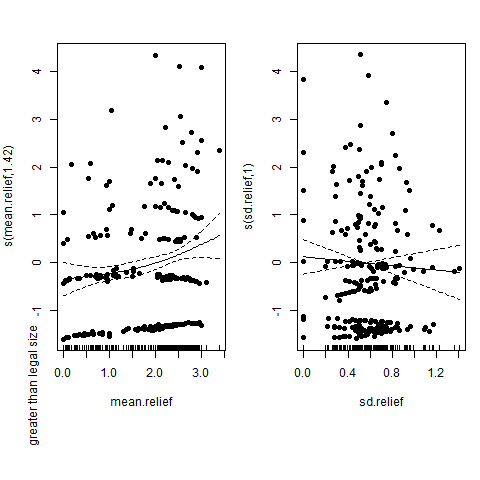 greater than legal size
s(mean.relief,1.42)
4
3
2
1
0
-1
0.0 1.0 2.0 3.0
mean.relief
s(sd.relief,1)
4
3
2
1
0
-1
0.0 0.4 0.8 1.2
sd.relief